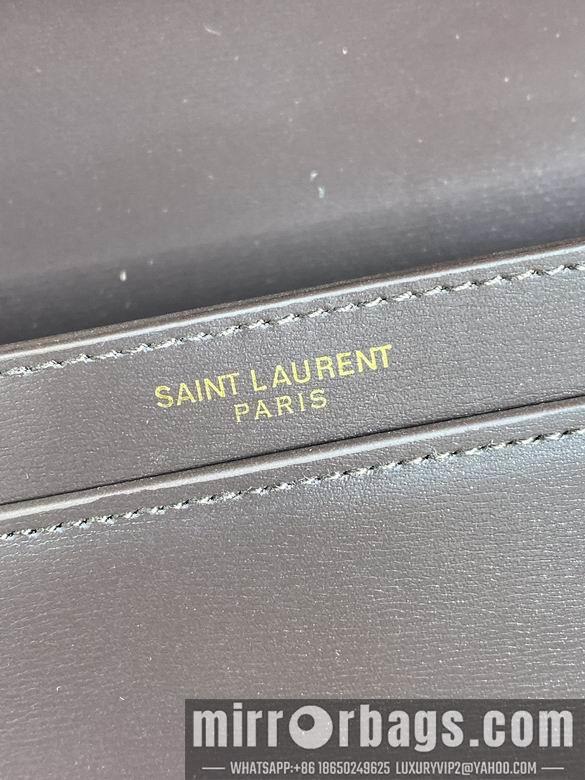 SAINT LAURENT
PARIS
mirrorbags.com
WHATSAPP:+86 18650249625 LUXURYVIP2@YAHOO.COM